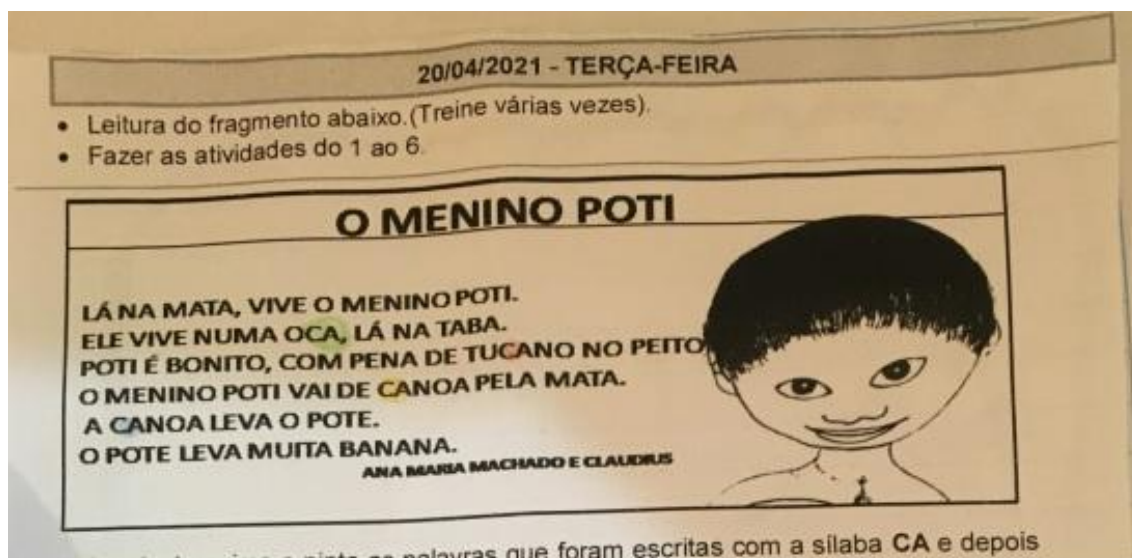 20/04/2021 - TERÇA-FEIRA
• Leitura do fragmento abaixo.(Treine várias vezes).
• Fazer as atividades do 1 ao 6.
O MENINO POTI
LÁ NA MATA, VIVE O MENINO POTI.
ELE VIVE NUMA OCA, LÁ NA TABA.
POTI É BONITO, COM PENA DE TUCANO NO PEITO
O MENINO POTI VAI DE CANOA PELA MATA.
A CANOA LEVA O POTE.
O POTE LEVA MUITA BANANA.
ANA MARIA MACHADO E CLAUDIUS
palavras que foram escritas com a sílaba CA e depois